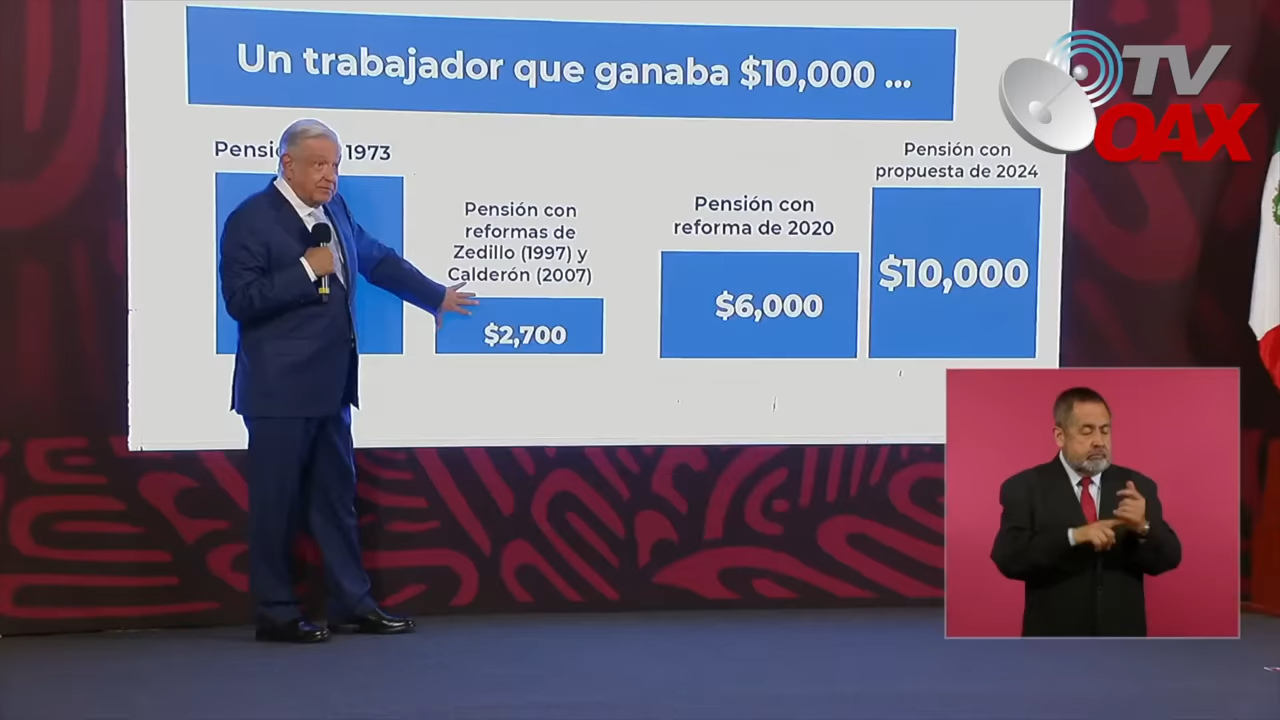 Un trabajador que ganaba $10,000 ...
TV
OAX
1973
Pensión con
reformas de
Zedillo (1997) y
Calderón (2007)
$2,700
Pensión con
reforma de 2020
$6,000
Pensión con
propuesta de 2024
$10,000